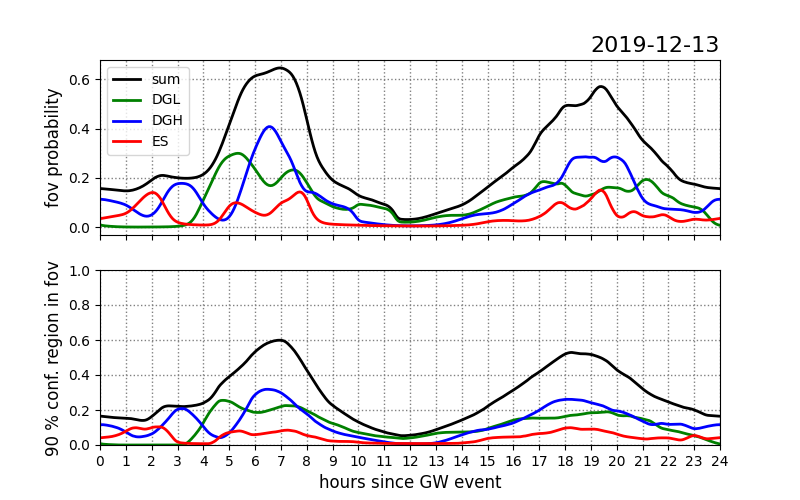 2019-12-13
fov probability
0.6
0.4
0.2
0.0
sum
DGL
DGH
ES
90 % conf. region in fov
1.0
0.8
0.6
0.4
0.2
0.0
0 1 2 3 4 5 6 7 8 9 10 11 12 13 14 15 16 17 18 19 20 21 22 23 24
hours since GW event